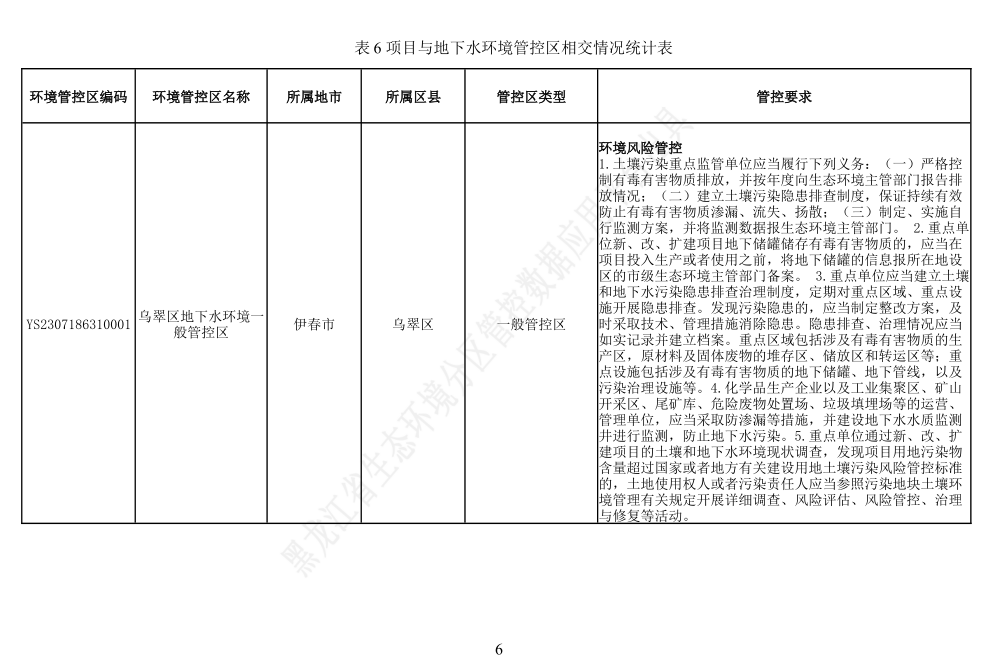 表 6 项目与地下水环境管控区相交情况统计表
环境管控区编码 环境管控区名称 所属地市 所属区县 管控区类型 管控要求
YS2307186310001
乌翠区地下水环境一
般管控区
伊春市
乌翠区
一般管控区
环境风险管控
1.土壤污染重点监管单位应当履行下列义务：（一）严格控
制有毒有害物质排放，并按年度向生态环境主管部门报告排
放情况；（二）建立土壤污染隐患排查制度，保证持续有效
防止有毒有害物质渗漏、流失、扬散；（三）制定、实施自
行监测方案，并将监测数据报生态环境主管部门。 2.重点单
位新、改、扩建项目地下储罐储存有毒有害物质的，应当在
项目投入生产或者使用之前，将地下储罐的信息报所在地设
区的市级生态环境主管部门备案。 3.重点单位应当建立土壤
和地下水污染隐患排查治理制度，定期对重点区域、重点设
施开展隐患排查。发现污染隐患的，应当制定整改方案，及
时采取技术、管理措施消除隐患。隐患排查、治理情况应当
如实记录并建立档案。重点区域包括涉及有毒有害物质的生
产区，原材料及固体废物的堆存区、储放区和转运区等；重
点设施包括涉及有毒有害物质的地下储罐、地下管线，以及
污染治理设施等。4.化学品生产企业以及工业集聚区、矿山
开采区、尾矿库、危险废物处置场、垃圾填埋场等的运营、
管理单位，应当采取防渗漏等措施，并建设地下水水质监测
井进行监测，防止地下水污染。5.重点单位通过新、改、扩
建项目的土壤和地下水环境现状调查，发现项目用地污染物
含量超过国家或者地方有关建设用地土壤污染风险管控标准
的，土地使用权人或者污染责任人应当参照污染地块土壤环
境管理有关规定开展详细调查、风险评估、风险管控、治理
与修复等活动。
黑龙江省生态环境分区管控数据应用
具
6